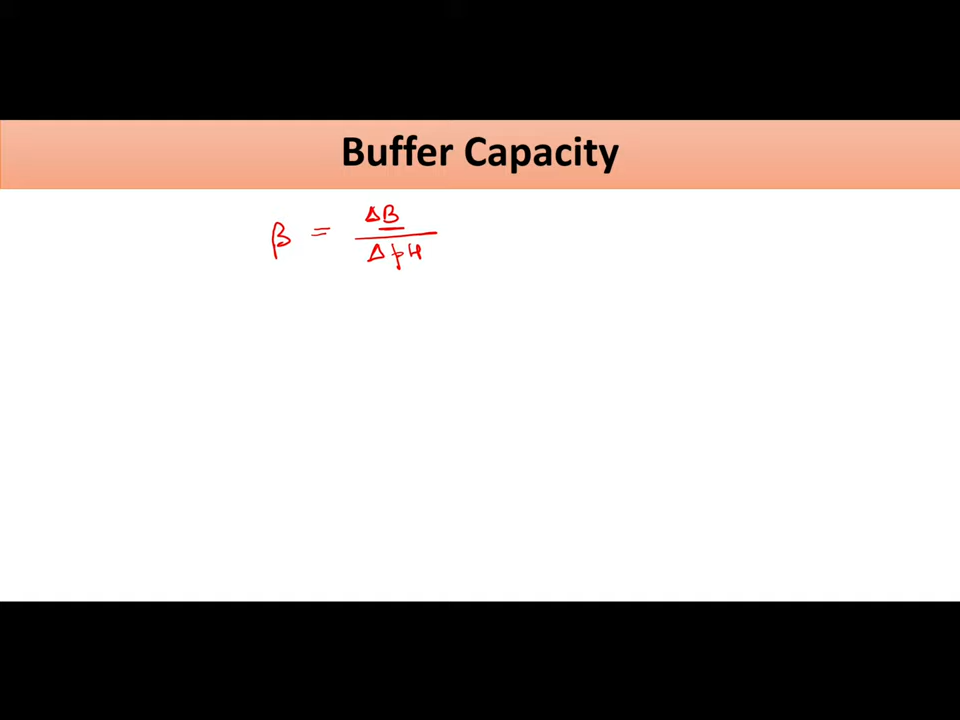 Buffer Capacity
β = ΔB / ΔpH